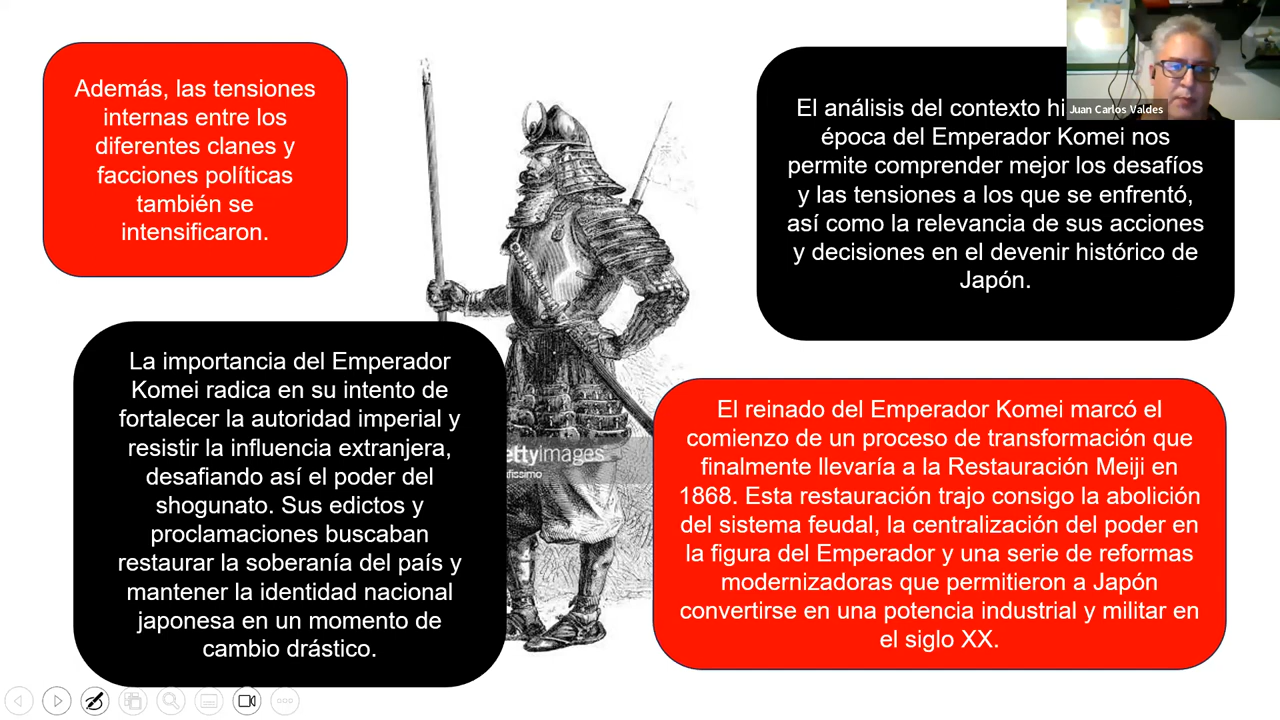 Además, las tensiones
internas entre los
diferentes clanes y
facciones políticas
también se
intensificaron.
El análisis del contexto hi
época del Emperador Komei nos
permite comprender mejor los desafíos
y las tensiones a los que se enfrentó,
así como la relevancia de sus acciones
y decisiones en el devenir histórico de
Japón.
Juan Carlos Valdes
La importancia del Emperador
Komei radica en su intento de
fortalecer la autoridad imperial y
resistir la influencia extranjera,
desafiando así el poder del
shogunato. Sus edictos y
proclamaciones buscaban
restaurar la soberanía del país y
mantener la identidad nacional
japonesa en un momento de
cambio drástico.
ettyimages
afissimo
El reinado del Emperador Komei marcó el
comienzo de un proceso de transformación que
finalmente llevaría a la Restauración Meiji en
1868. Esta restauración trajo consigo la abolición
del sistema feudal, la centralización del poder en
la figura del Emperador y una serie de reformas
modernizadoras que permitieron a Japón
convertirse en una potencia industrial y militar en
el siglo XX.